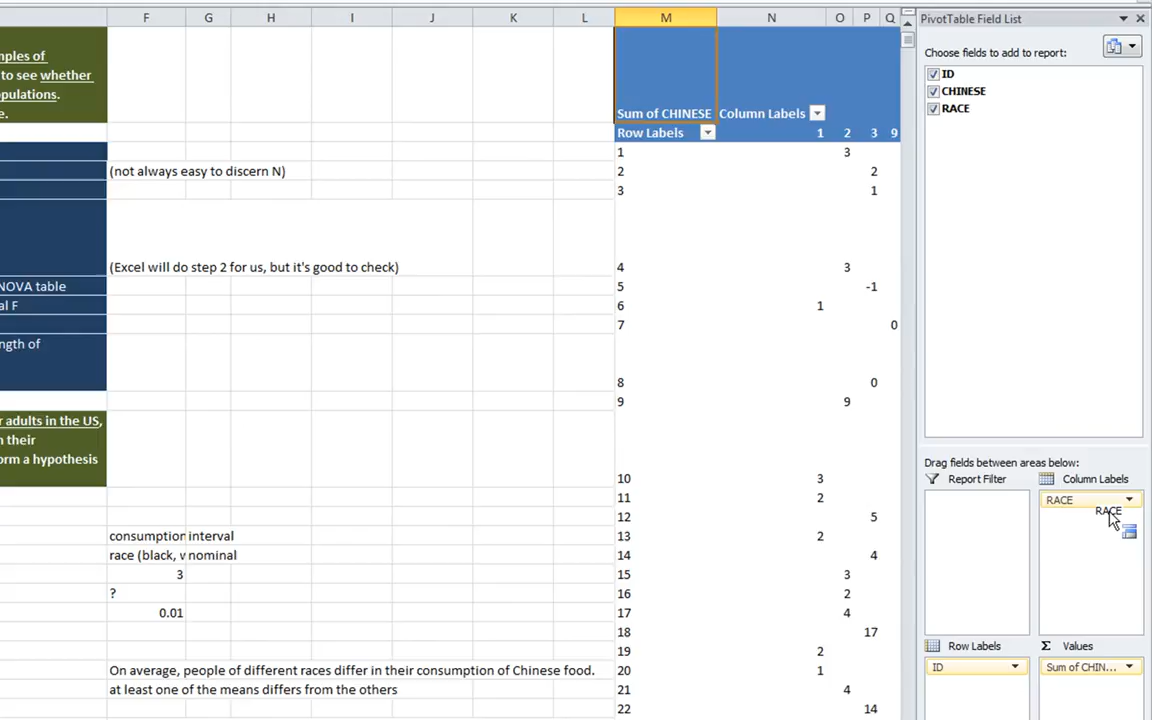 F G H I J K L M N O P Q
PivotTable Field List
Choose fields to add to report:
ID
CHINESE
RACE
mples of
to see whether
opulations.
e.
Sum of CHINESE Column Labels
Row Labels 1 2 3 9
1 3
(not always easy to discern N) 2 2
3 1
(Excel will do step 2 for us, but it's good to check) 4 3
NOVA table 5 -1
al F 6 1
7 0
ngth of
8 0
r adults in the US, 9 9
n their
orm a hypothesis
Drag fields between areas below:
Report Filter Column Labels
RACE
RACE
10 3
11 2
12 5
consumption interval 13 2
race (black, w nominal 14 4
3 15 3
? 16 2
0.01 17 4
18 17
19 2
On average, people of different races differ in their consumption of Chinese food. 20 1
at least one of the means differs from the others 21 4
22 14
Row Labels Σ Values
ID Sum of CHIN...